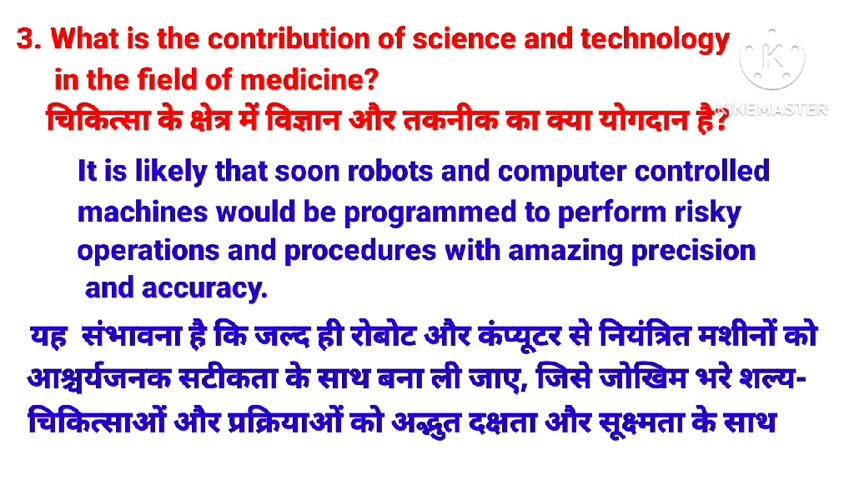 3. What is the contribution of science and technology
in the field of medicine?
चिकित्सा के क्षेत्र में विज्ञान और तकनीक का क्या योगदान है?
KINEMASTER
It is likely that soon robots and computer controlled
machines would be programmed to perform risky
operations and procedures with amazing precision
and accuracy.
यह संभावना है कि जल्द ही रोबोट और कंप्यूटर से नियंत्रित मशीनों को
आश्चर्यजनक सटीकता के साथ बना ली जाए, जिसे जोखिम भरे शल्य-
चिकित्साओं और प्रक्रियाओं को अद्भुत दक्षता और सूक्ष्मता के साथ